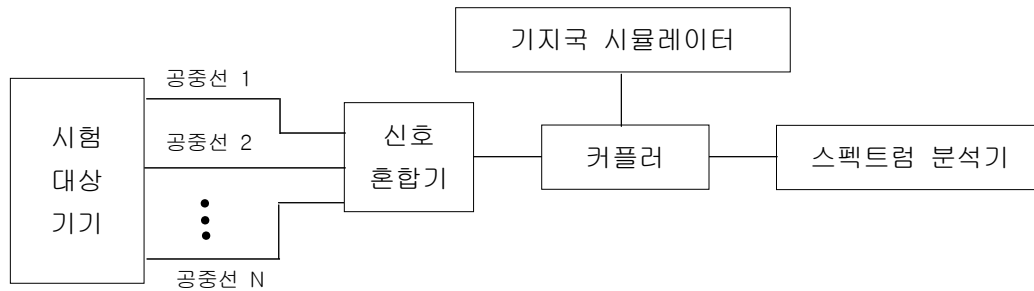 기지국 시뮬레이터
공중선 1
시험
대상
기기
공중선 2
신호
혼합기
커플러
스펙트럼 분석기
공중선 N